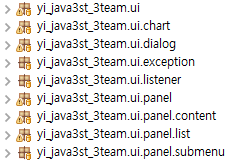 yi_java3st_3team.ui
yi_java3st_3team.ui.chart
yi_java3st_3team.ui.dialog
yi_java3st_3team.ui.exception
yi_java3st_3team.ui.listener
yi_java3st_3team.ui.panel
yi_java3st_3team.ui.panel.content
yi_java3st_3team.ui.panel.list
yi_java3st_3team.ui.panel.submenu